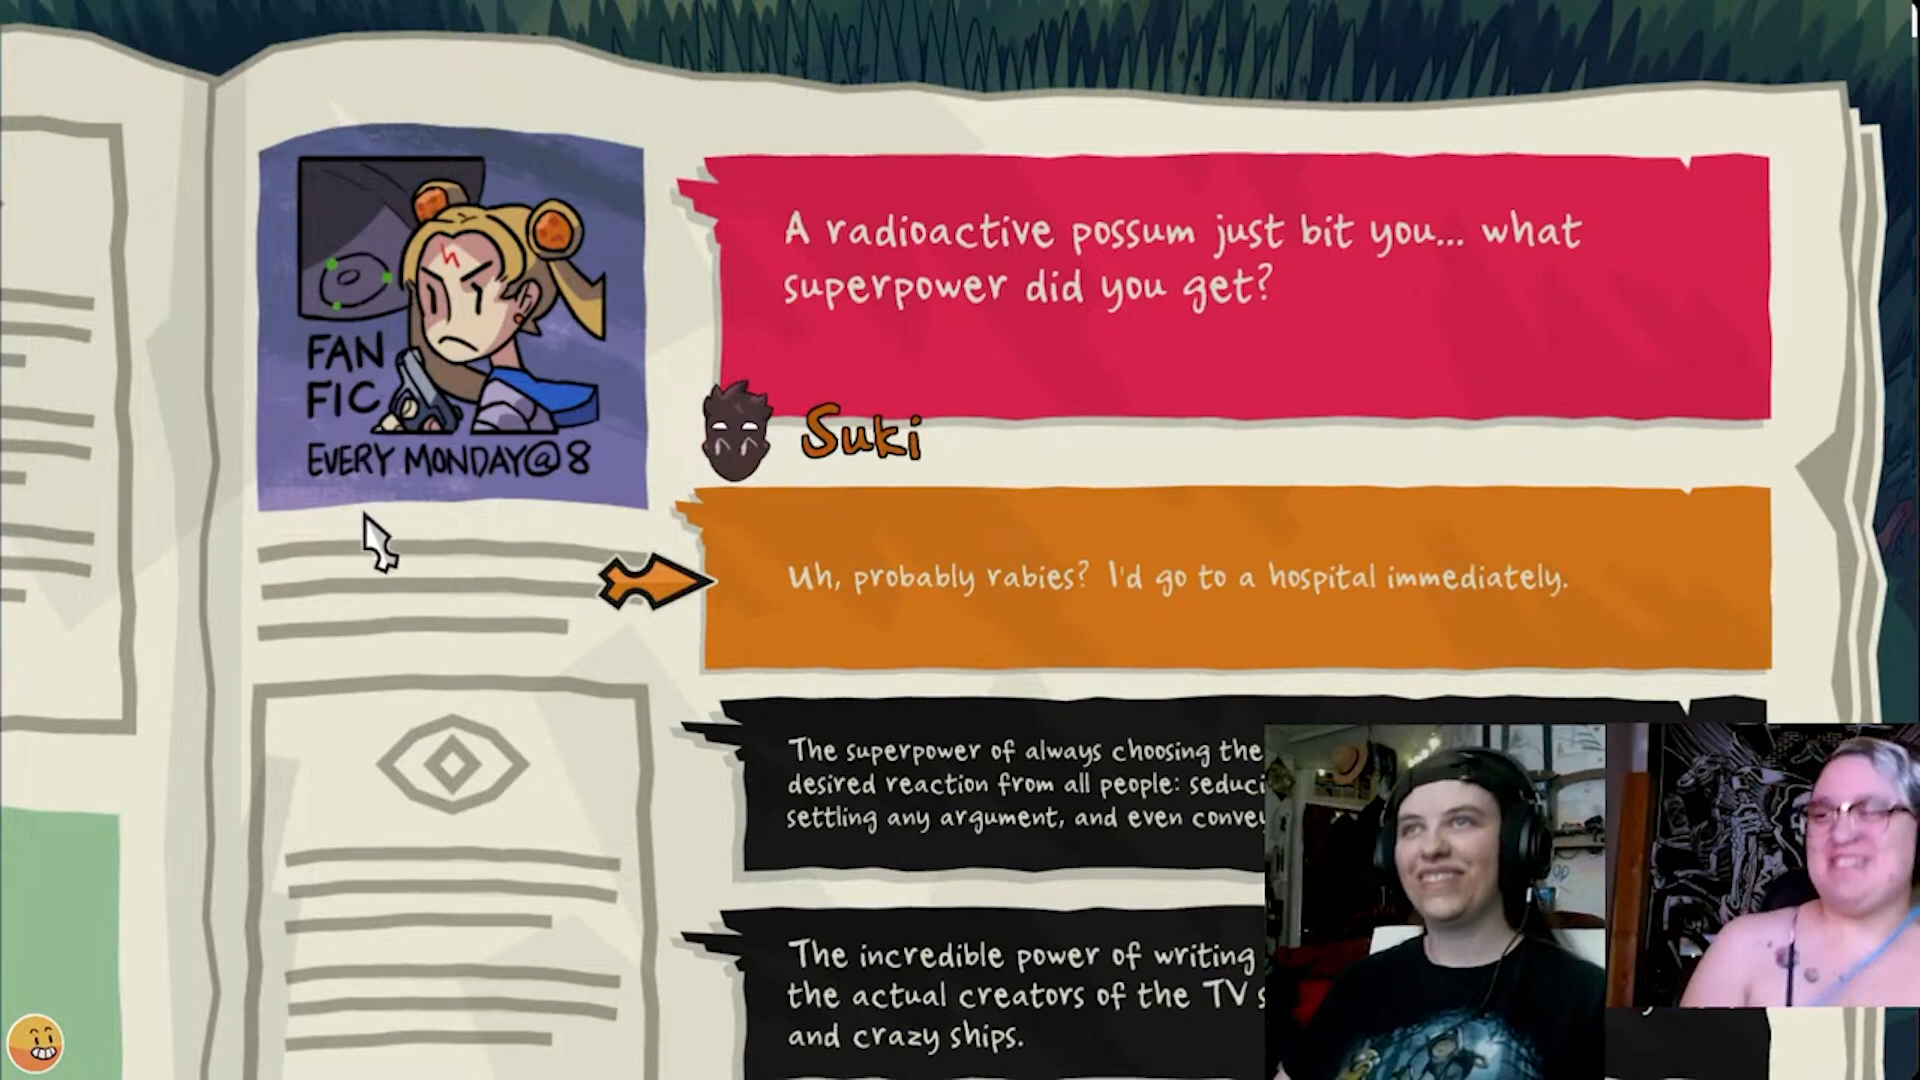 FAN
FIC
EVERY MONDAY@8
A radioactive possum just bit you... what
superpower did you get?
Suki
Uh, probably rabies? I'd go to a hospital immediately.
The superpower of always choosing the
desired reaction from all people:
settling any argument, and even
The incredible power of writing
the actual creators of the TV
and crazy ships.